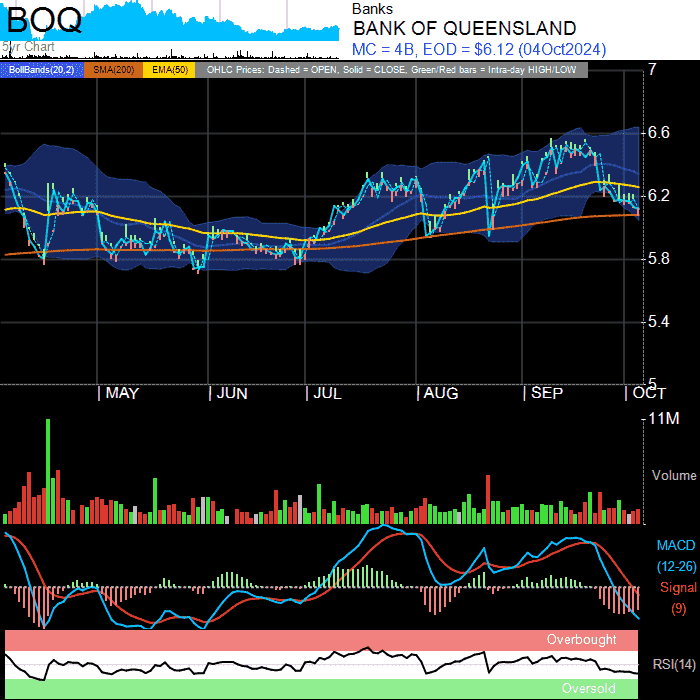 BOQ
5yr Chart
Banks
BANK OF QUEENSLAND
MC = 4B, EOD = $6.12 (04Oct2024)
BollBands(20,2) SMA(200) EMA(50) OHLC Prices: Dashed = OPEN, Solid = CLOSE, Green/Red bars = Intra-day HIGH/LOW
7
6.6
6.2
5.8
5.4
5
MAY JUN JUL AUG SEP OCT
11M
Volume
MACD
(12-26)
Signal
(9)
Overbought
RSI(14)
Oversold